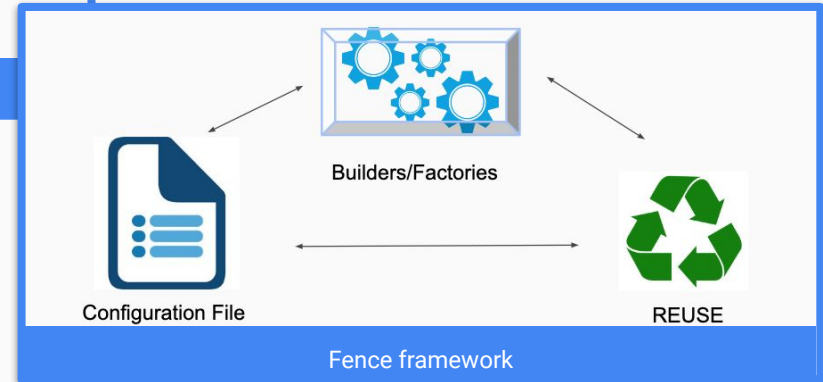 Builders/Factories
Configuration File
REUSE
Fence framework